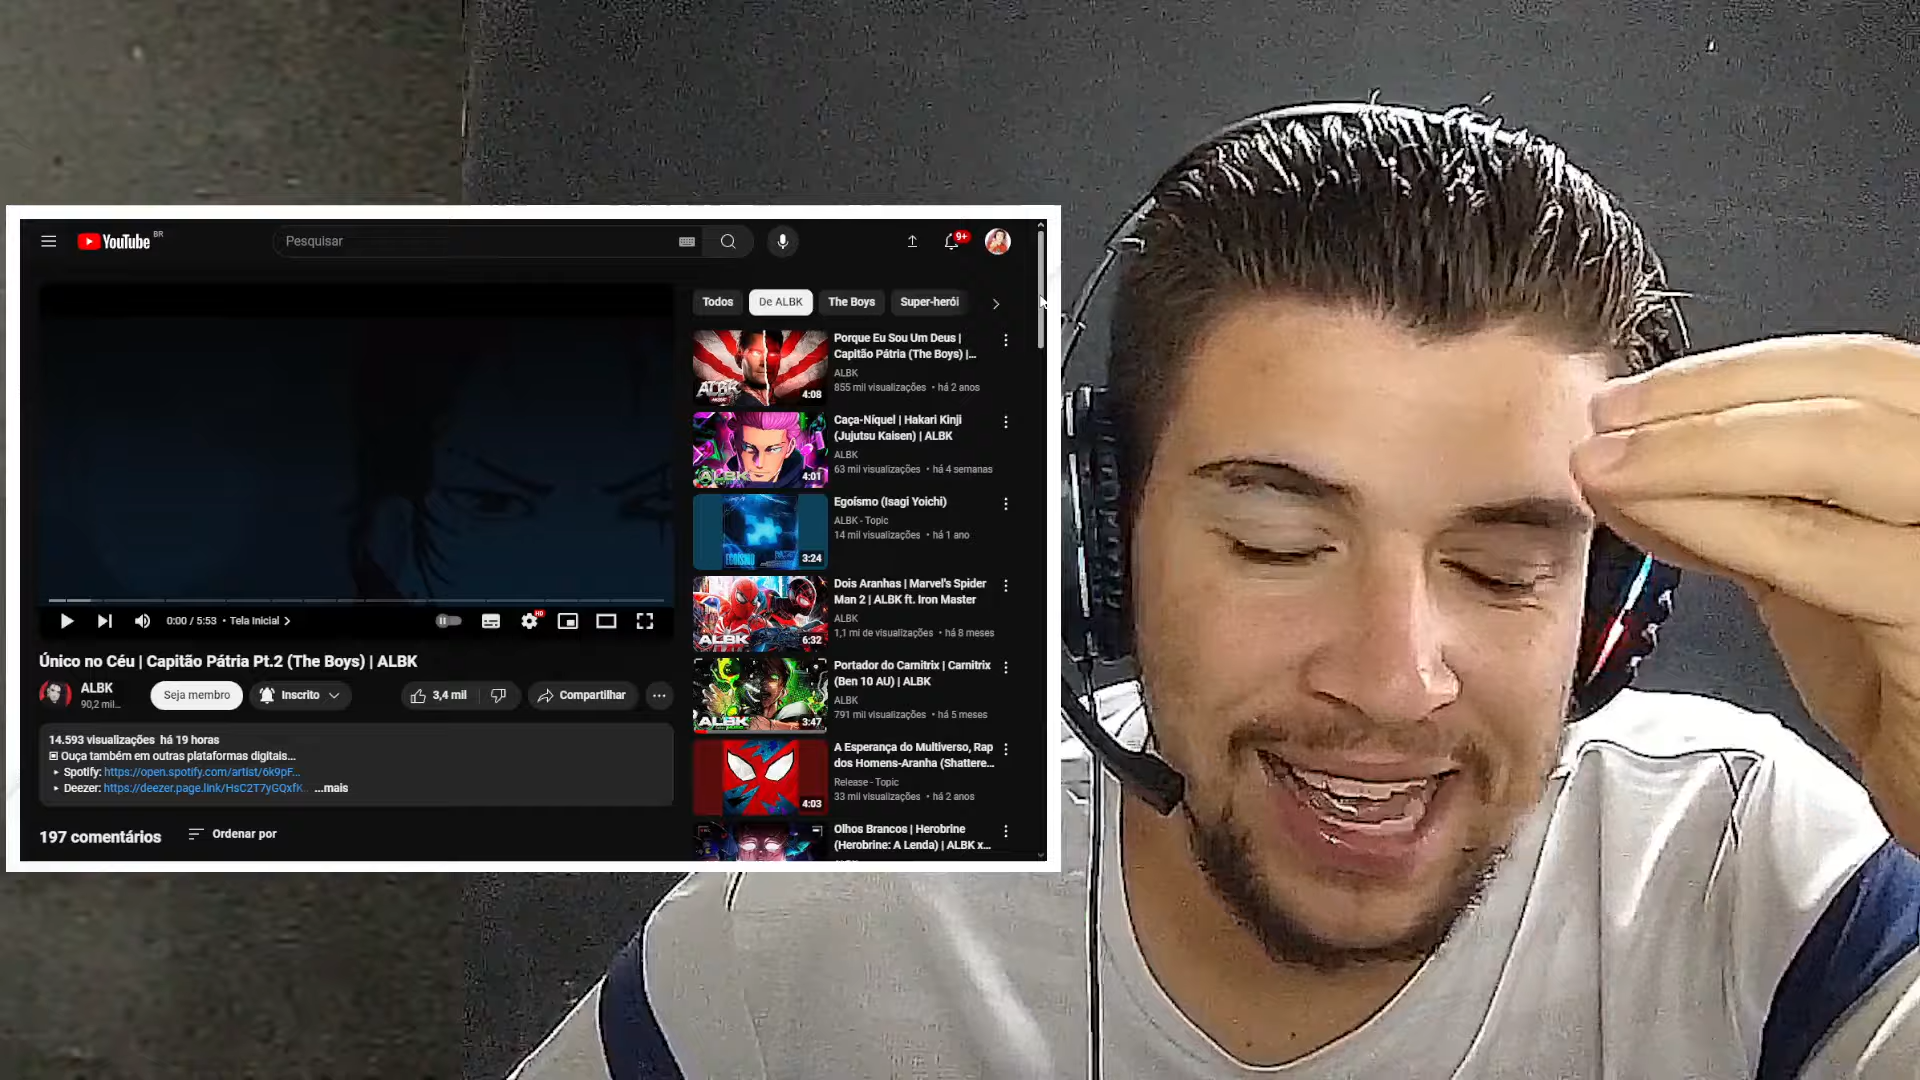 YouTube BR
Pesquisar
9+
Todos
De ALBK
The Boys
Super-herói
Porque Eu Sou Um Deus |
Capitão Pátria (The Boys) |...
ALBK
855 mil visualizações • há 2 anos
ALBK
4:08
Caça-Níquel | Hakari Kinji
(Jujutsu Kaisen) | ALBK
ALBK
63 mil visualizações • há 4 semanas
ALBK
4:01
Egoísmo (Isagi Yoichi)
ALBK - Topic
14 mil visualizações • há 1 ano
EGOÍSMO
3:24
Dois Aranhas | Marvel's Spider
Man 2 | ALBK ft. Iron Master
ALBK
1,1 mi de visualizações • há 8 meses
ALBK
6:32
Portador do Carnitrix | Carnitrix
(Ben 10 AU) | ALBK
ALBK
791 mil visualizações • há 5 meses
ALBK
3:47
A Esperança do Multiverso, Rap
dos Homens-Aranha (Shattere...
Release - Topic
33 mil visualizações • há 2 anos
4:03
Olhos Brancos | Herobrine
(Herobrine: A Lenda) | ALBK x...
0:00 / 5:53 • Tela Inicial
HD
Único no Céu | Capitão Pátria Pt.2 (The Boys) | ALBK
ALBK
90,2 mil...
Seja membro
Inscrito
3,4 mil
Compartilhar
14.593 visualizações há 19 horas
Ouça também em outras plataformas digitais...
▸ Spotify: https://open.spotify.com/artist/6k9pF...
▸ Deezer: https://deezer.page.link/HsC2T7yGQxfK... ...mais
197 comentários
Ordenar por